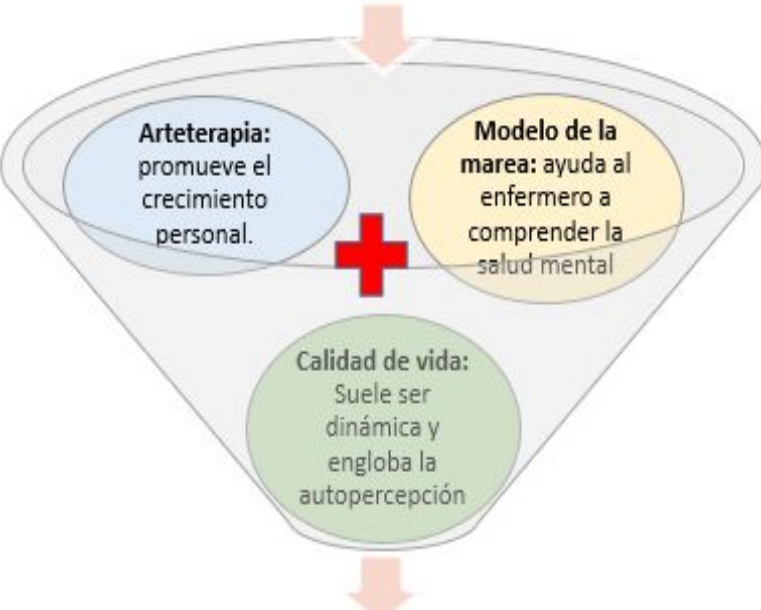 Arteterapia:
promueve el
crecimiento
personal.
Modelo de la
marea: ayuda al
enfermero a
comprender la
salud mental
Calidad de vida:
Suele ser
dinámica y
engloba la
autopercepción